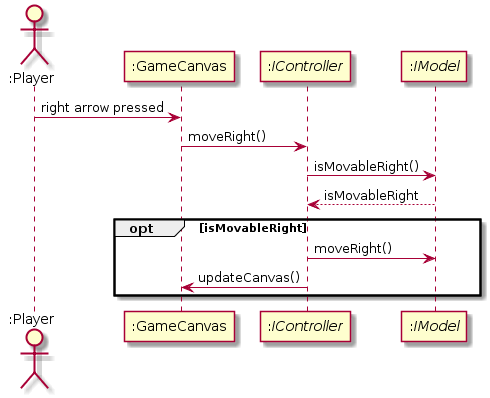 :Player
:GameCanvas
:IController
:IModel
right arrow pressed
moveRight()
isMovableRight()
isMovableRight
opt
[isMovableRight]
moveRight()
updateCanvas()
:Player
:GameCanvas
:IController
:IModel